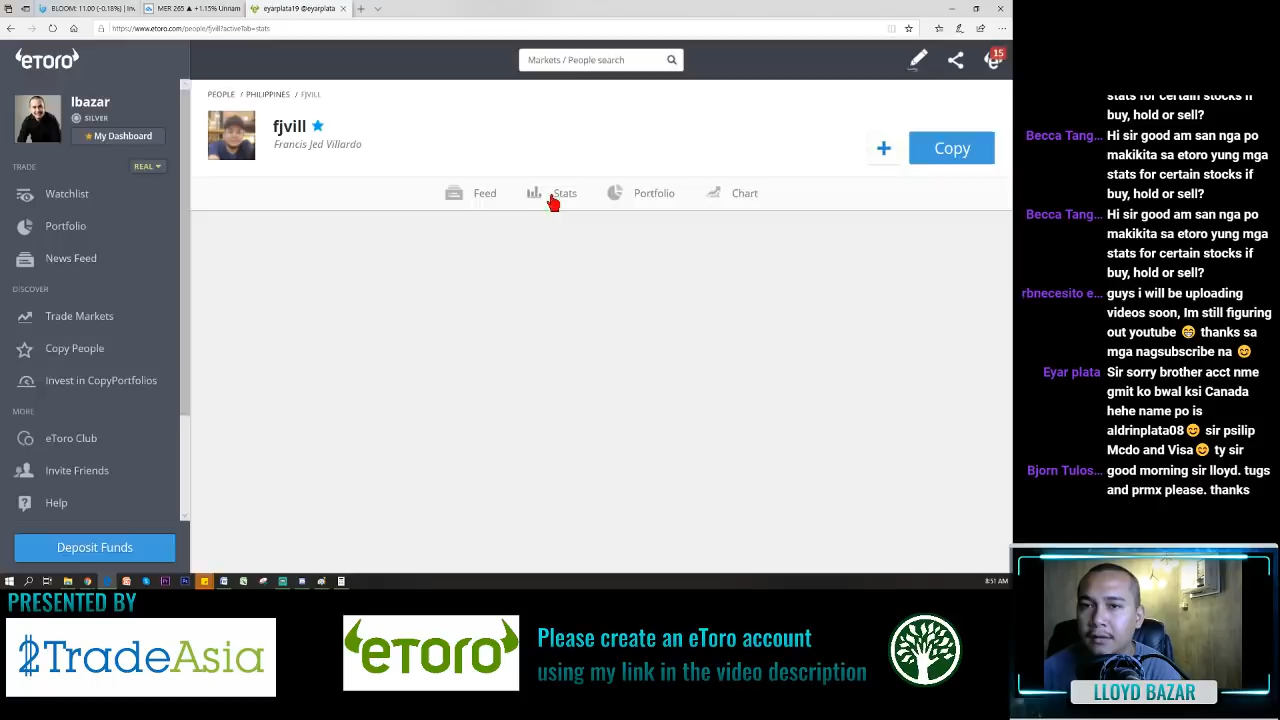 BLOOM: 11.00 (-0.18%) | Inv
MER 265 ▲ +1.15% Unnam
eyarplata19 @eyarplata
https://www.etoro.com/people/fjvill?activeTab=stats
eToro
Markets / People search
15
lbazar
SILVER
★ My Dashboard
TRADE
REAL
Watchlist
Portfolio
News Feed
DISCOVER
Trade Markets
Copy People
Invest in CopyPortfolios
MORE
eToro Club
Invite Friends
Help
Deposit Funds
PEOPLE / PHILIPPINES / FJVILL
fjvill
Francis Jed Villardo
+
Copy
Feed
Stats
Portfolio
Chart
8:51 AM
stats for certain stocks if
buy, hold or sell?
Becca Tang... Hi sir good am san nga po
makikita sa etoro yung mga
stats for certain stocks if
buy, hold or sell?
Becca Tang... Hi sir good am san nga po
makikita sa etoro yung mga
stats for certain stocks if
buy, hold or sell?
rbnecesito e... guys i will be uploading
videos soon, Im still figuring
out youtube 😁 thanks sa
mga nagsubscribe na 😊
Eyar plata Sir sorry brother acct nme
gmit ko bwal ksi Canada
hehe name po is
aldrinplata08😊 sir psilip
Mcdo and Visa😊 ty sir
Bjorn Tulos... good morning sir lloyd. tugs
and prmx please. thanks
PRESENTED BY
2TradeAsia
eToro
Please create an eToro account
using my link in the video description
LLOYD BAZAR